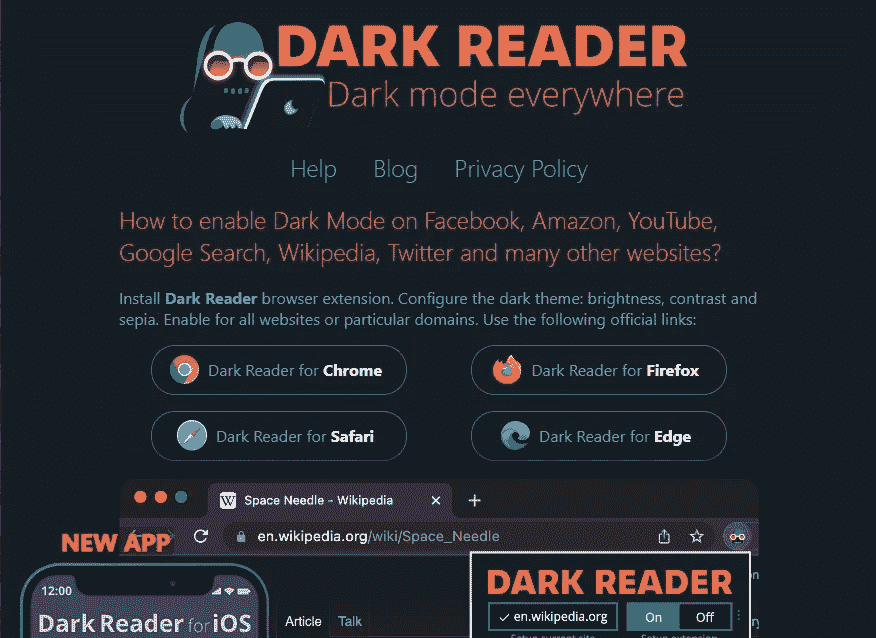 DARK READER
Dark mode everywhere
Help Blog Privacy Policy
How to enable Dark Mode on Facebook, Amazon, YouTube,
Google Search, Wikipedia, Twitter and many other websites?
Install Dark Reader browser extension. Configure the dark theme: brightness, contrast and
sepia. Enable for all websites or particular domains. Use the following official links:
Dark Reader for Chrome
Dark Reader for Firefox
Dark Reader for Safari
Dark Reader for Edge
W Space Needle - Wikipedia
en.wikipedia.org/wiki/Space_Needle
NEW APP
12:00
Dark Reader for iOS
Article Talk
DARK READER
en.wikipedia.org On Off